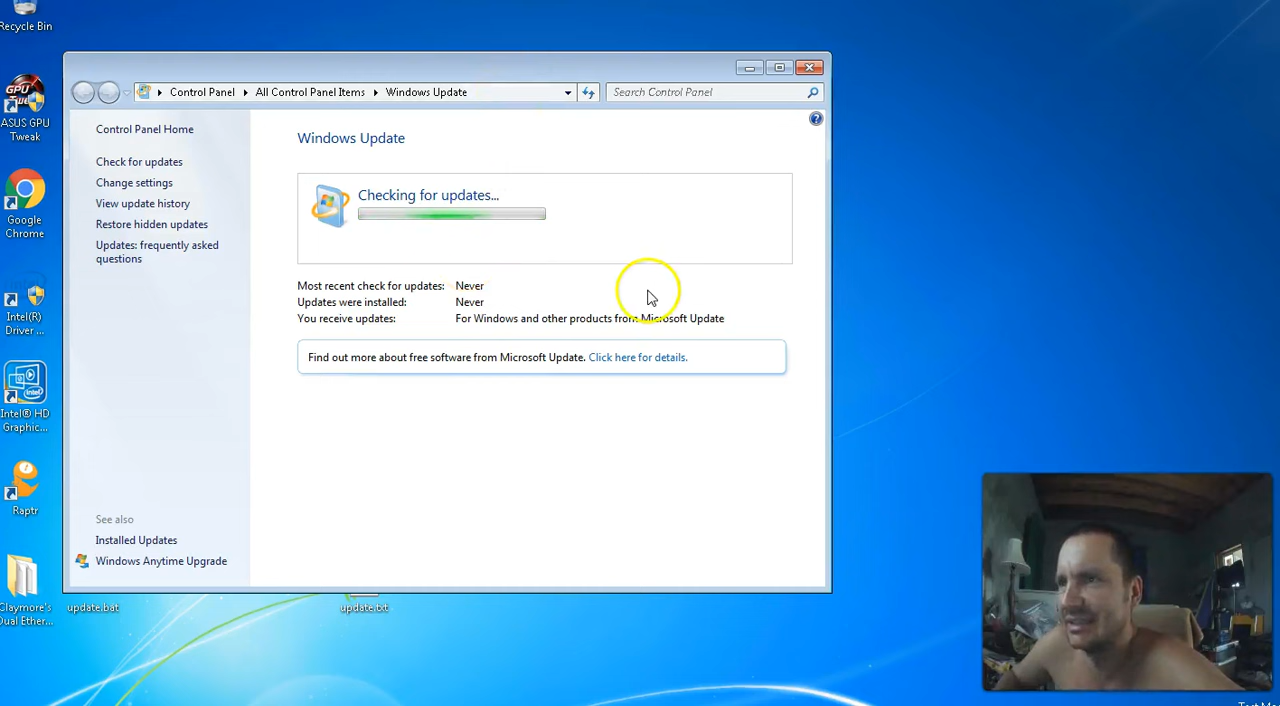 Recycle Bin
ASUS GPU
Tweak
Google
Chrome
Intel(R)
Driver ...
Intel® HD
Graphic...
Raptr
Claymore's
Dual Ether...
update.bat
update.txt
Control Panel
All Control Panel Items
Windows Update
Search Control Panel
Control Panel Home
Check for updates
Change settings
View update history
Restore hidden updates
Updates: frequently asked
questions
See also
Installed Updates
Windows Anytime Upgrade
Windows Update
Checking for updates...
Most recent check for updates: Never
Updates were installed: Never
You receive updates: For Windows and other products from Microsoft Update
Find out more about free software from Microsoft Update. Click here for details.